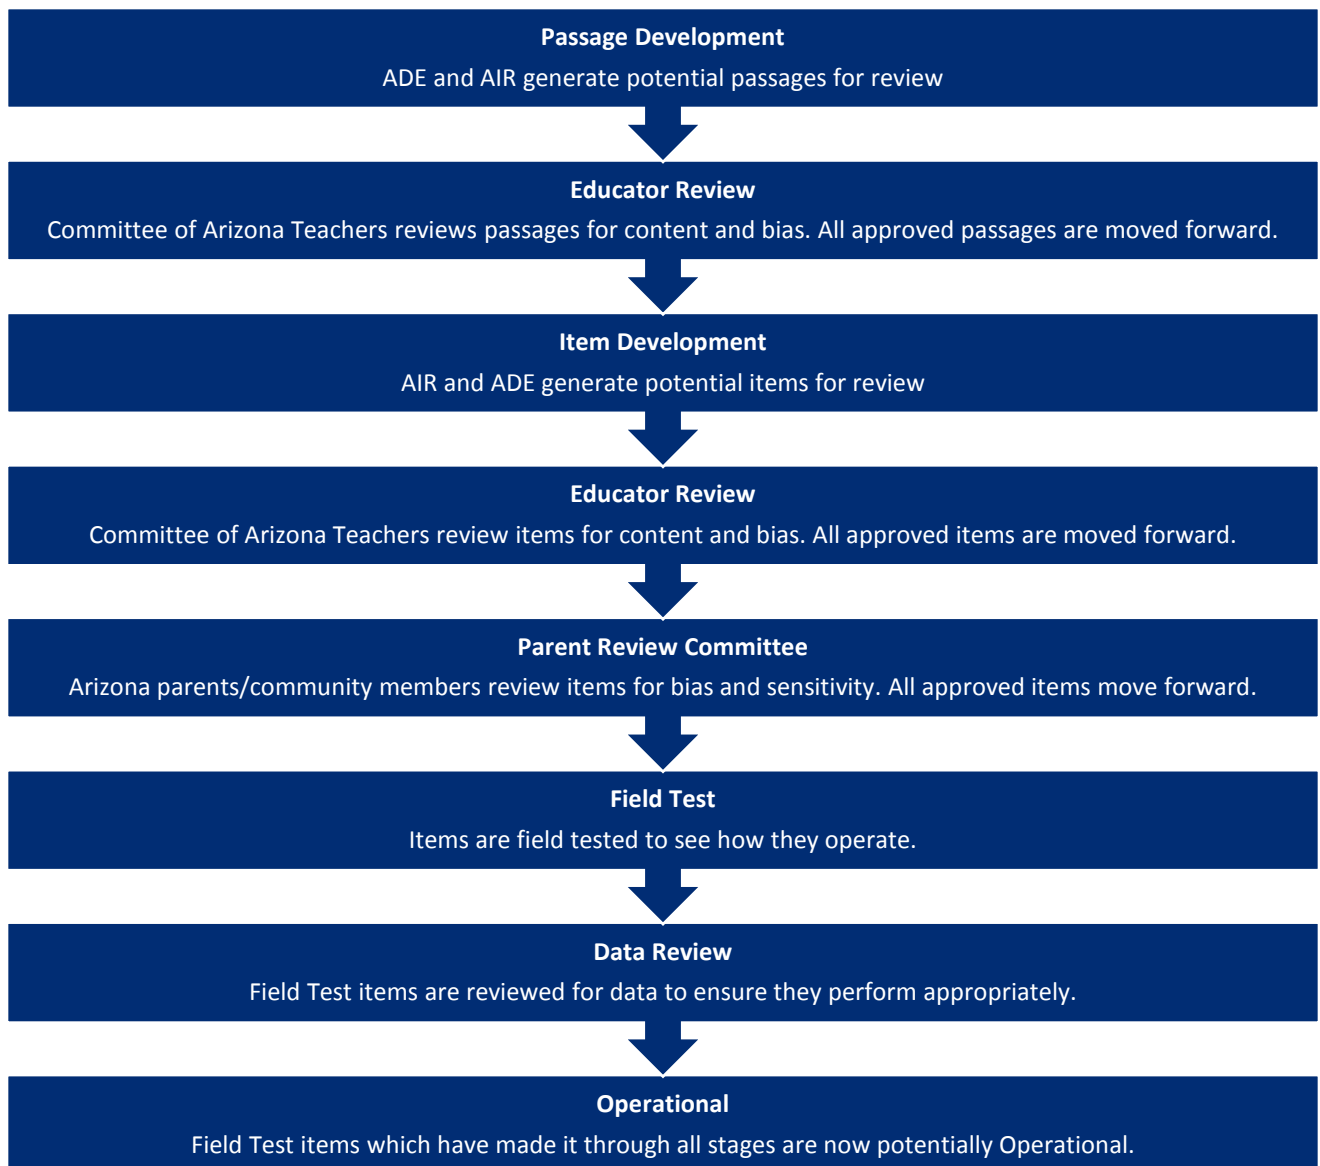 Passage Development
ADE and AIR generate potential passages for review
Educator Review
Committee of Arizona Teachers reviews passages for content and bias. All approved passages are moved forward.
Item Development
AIR and ADE generate potential items for review
Educator Review
Committee of Arizona Teachers review items for content and bias. All approved items are moved forward.
Parent Review Committee
Arizona parents/community members review items for bias and sensitivity. All approved items move forward.
Field Test
Items are field tested to see how they operate.
Data Review
Field Test items are reviewed for data to ensure they perform appropriately.
Operational
Field Test items which have made it through all stages are now potentially Operational.